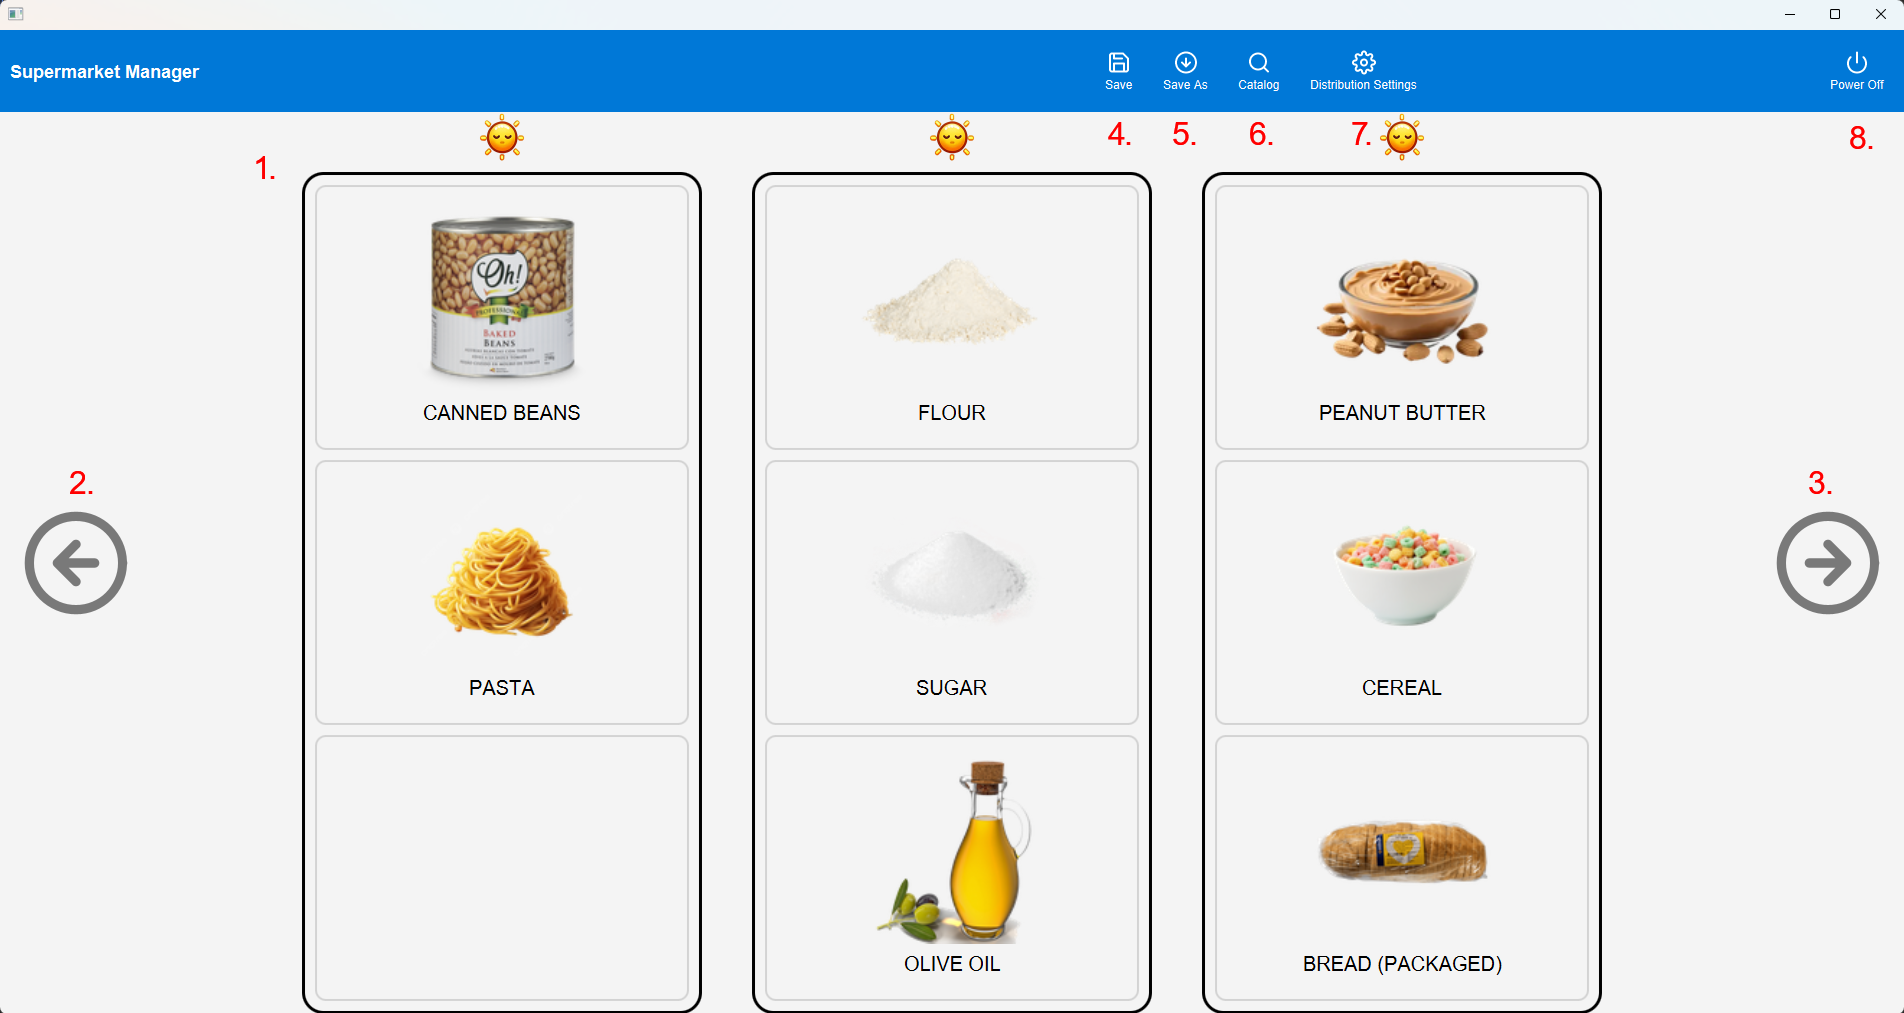 Supermarket Manager
Save
Save As
Catalog
Distribution Settings
Power Off
1.
4.
5.
6.
7.
8.
Oh!
PROFESSIONAL
BAKED
BEANS
CANNED BEANS
FLOUR
PEANUT BUTTER
2.
3.
PASTA
SUGAR
CEREAL
OLIVE OIL
BREAD (PACKAGED)